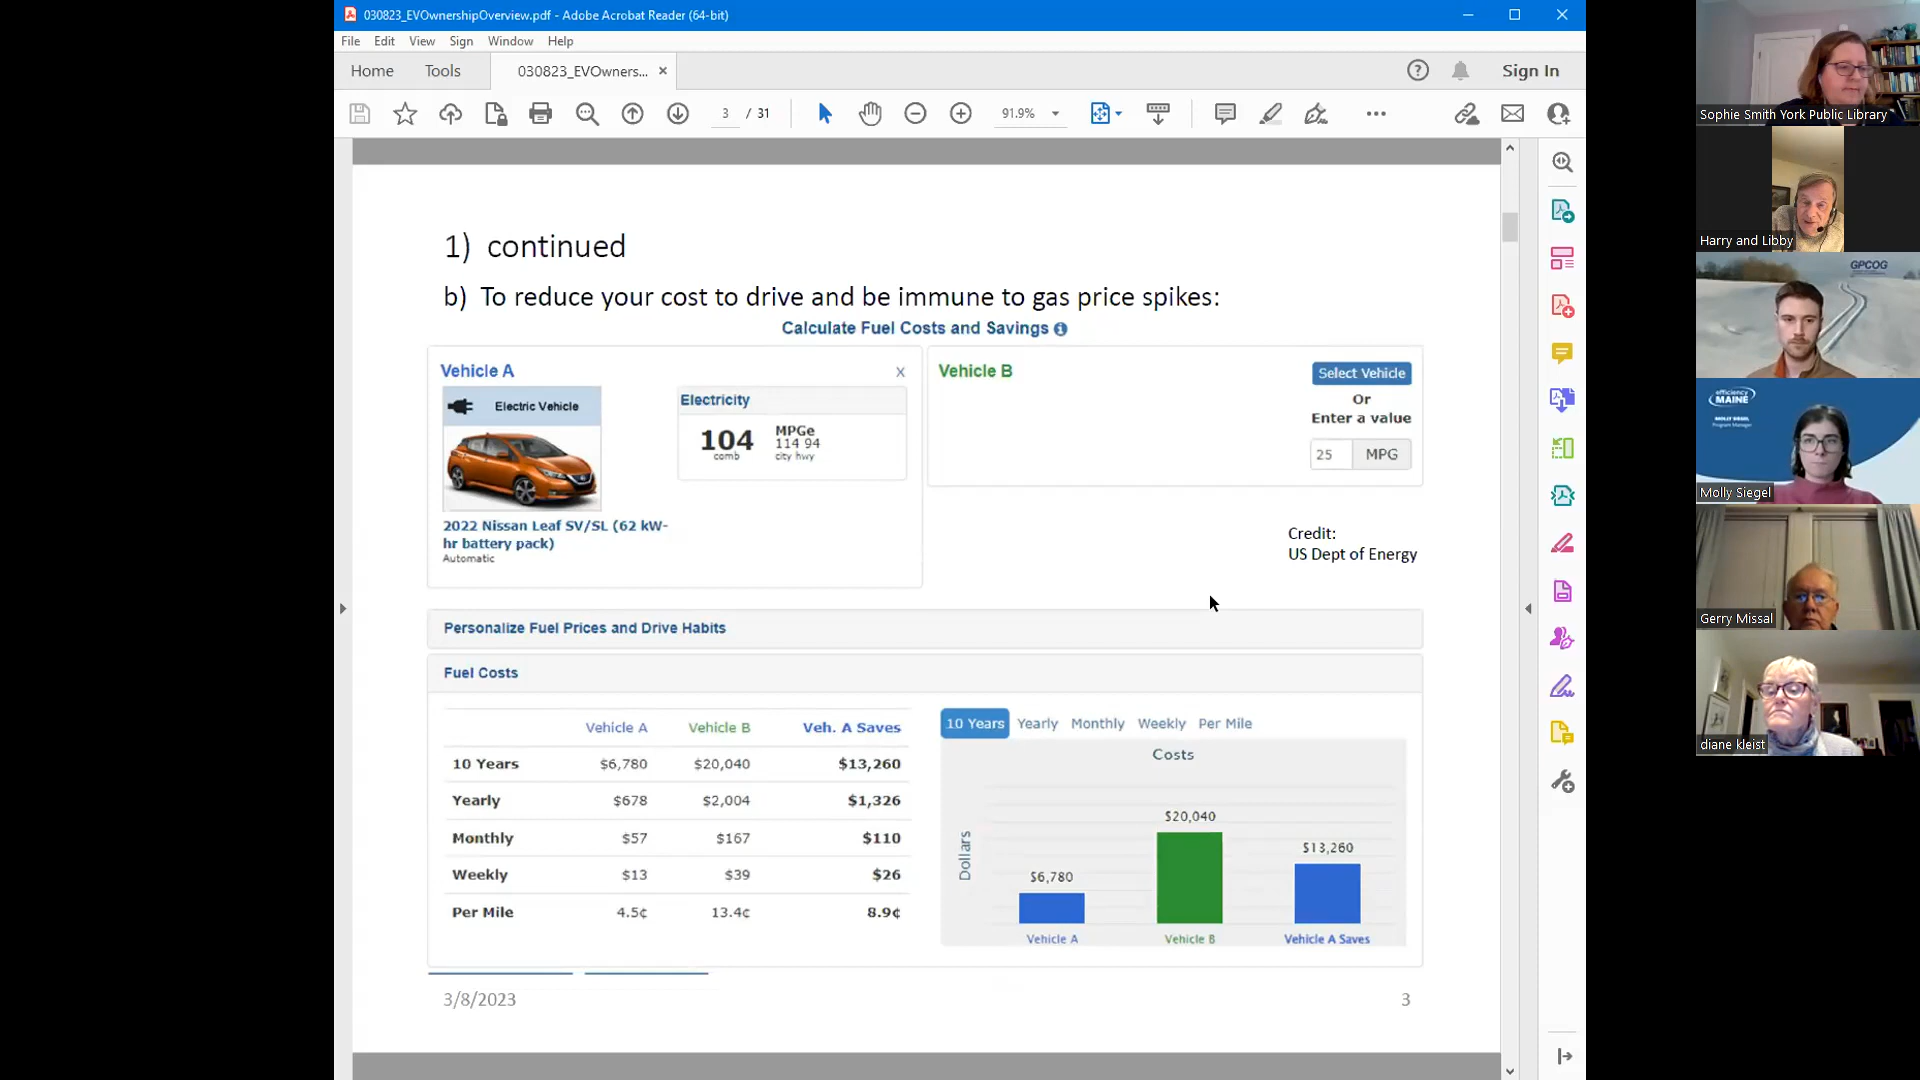 030823_EVOwnershipOverview.pdf - Adobe Acrobat Reader (64-bit)
File Edit View Sign Window Help
Home Tools 030823_EVOwners... × Sign In
3 / 31 91.9%
1) continued
b) To reduce your cost to drive and be immune to gas price spikes:
Calculate Fuel Costs and Savings
Vehicle A X
Electric Vehicle
Electricity
104 comb
MPGe
114 94
city hwy
2022 Nissan Leaf SV/SL (62 kW-
hr battery pack)
Automatic
Vehicle B
Select Vehicle
Or
Enter a value
25 MPG
Credit:
US Dept of Energy
Personalize Fuel Prices and Drive Habits
Fuel Costs
Vehicle A Vehicle B Veh. A Saves
10 Years $6,780 $20,040 $13,260
Yearly $678 $2,004 $1,326
Monthly $57 $167 $110
Weekly $13 $39 $26
Per Mile 4.5¢ 13.4¢ 8.9¢
10 Years Yearly Monthly Weekly Per Mile
Costs
Dollars
$6,780
$20,040
$13,260
Vehicle A Vehicle B Vehicle A Saves
3/8/2023 3
Sophie Smith York Public Library
Harry and Libby
GPCOG
efficiency
MAINE
MOLLY SIEGEL
Program Manager
Molly Siegel
Gerry Missal
diane kleist